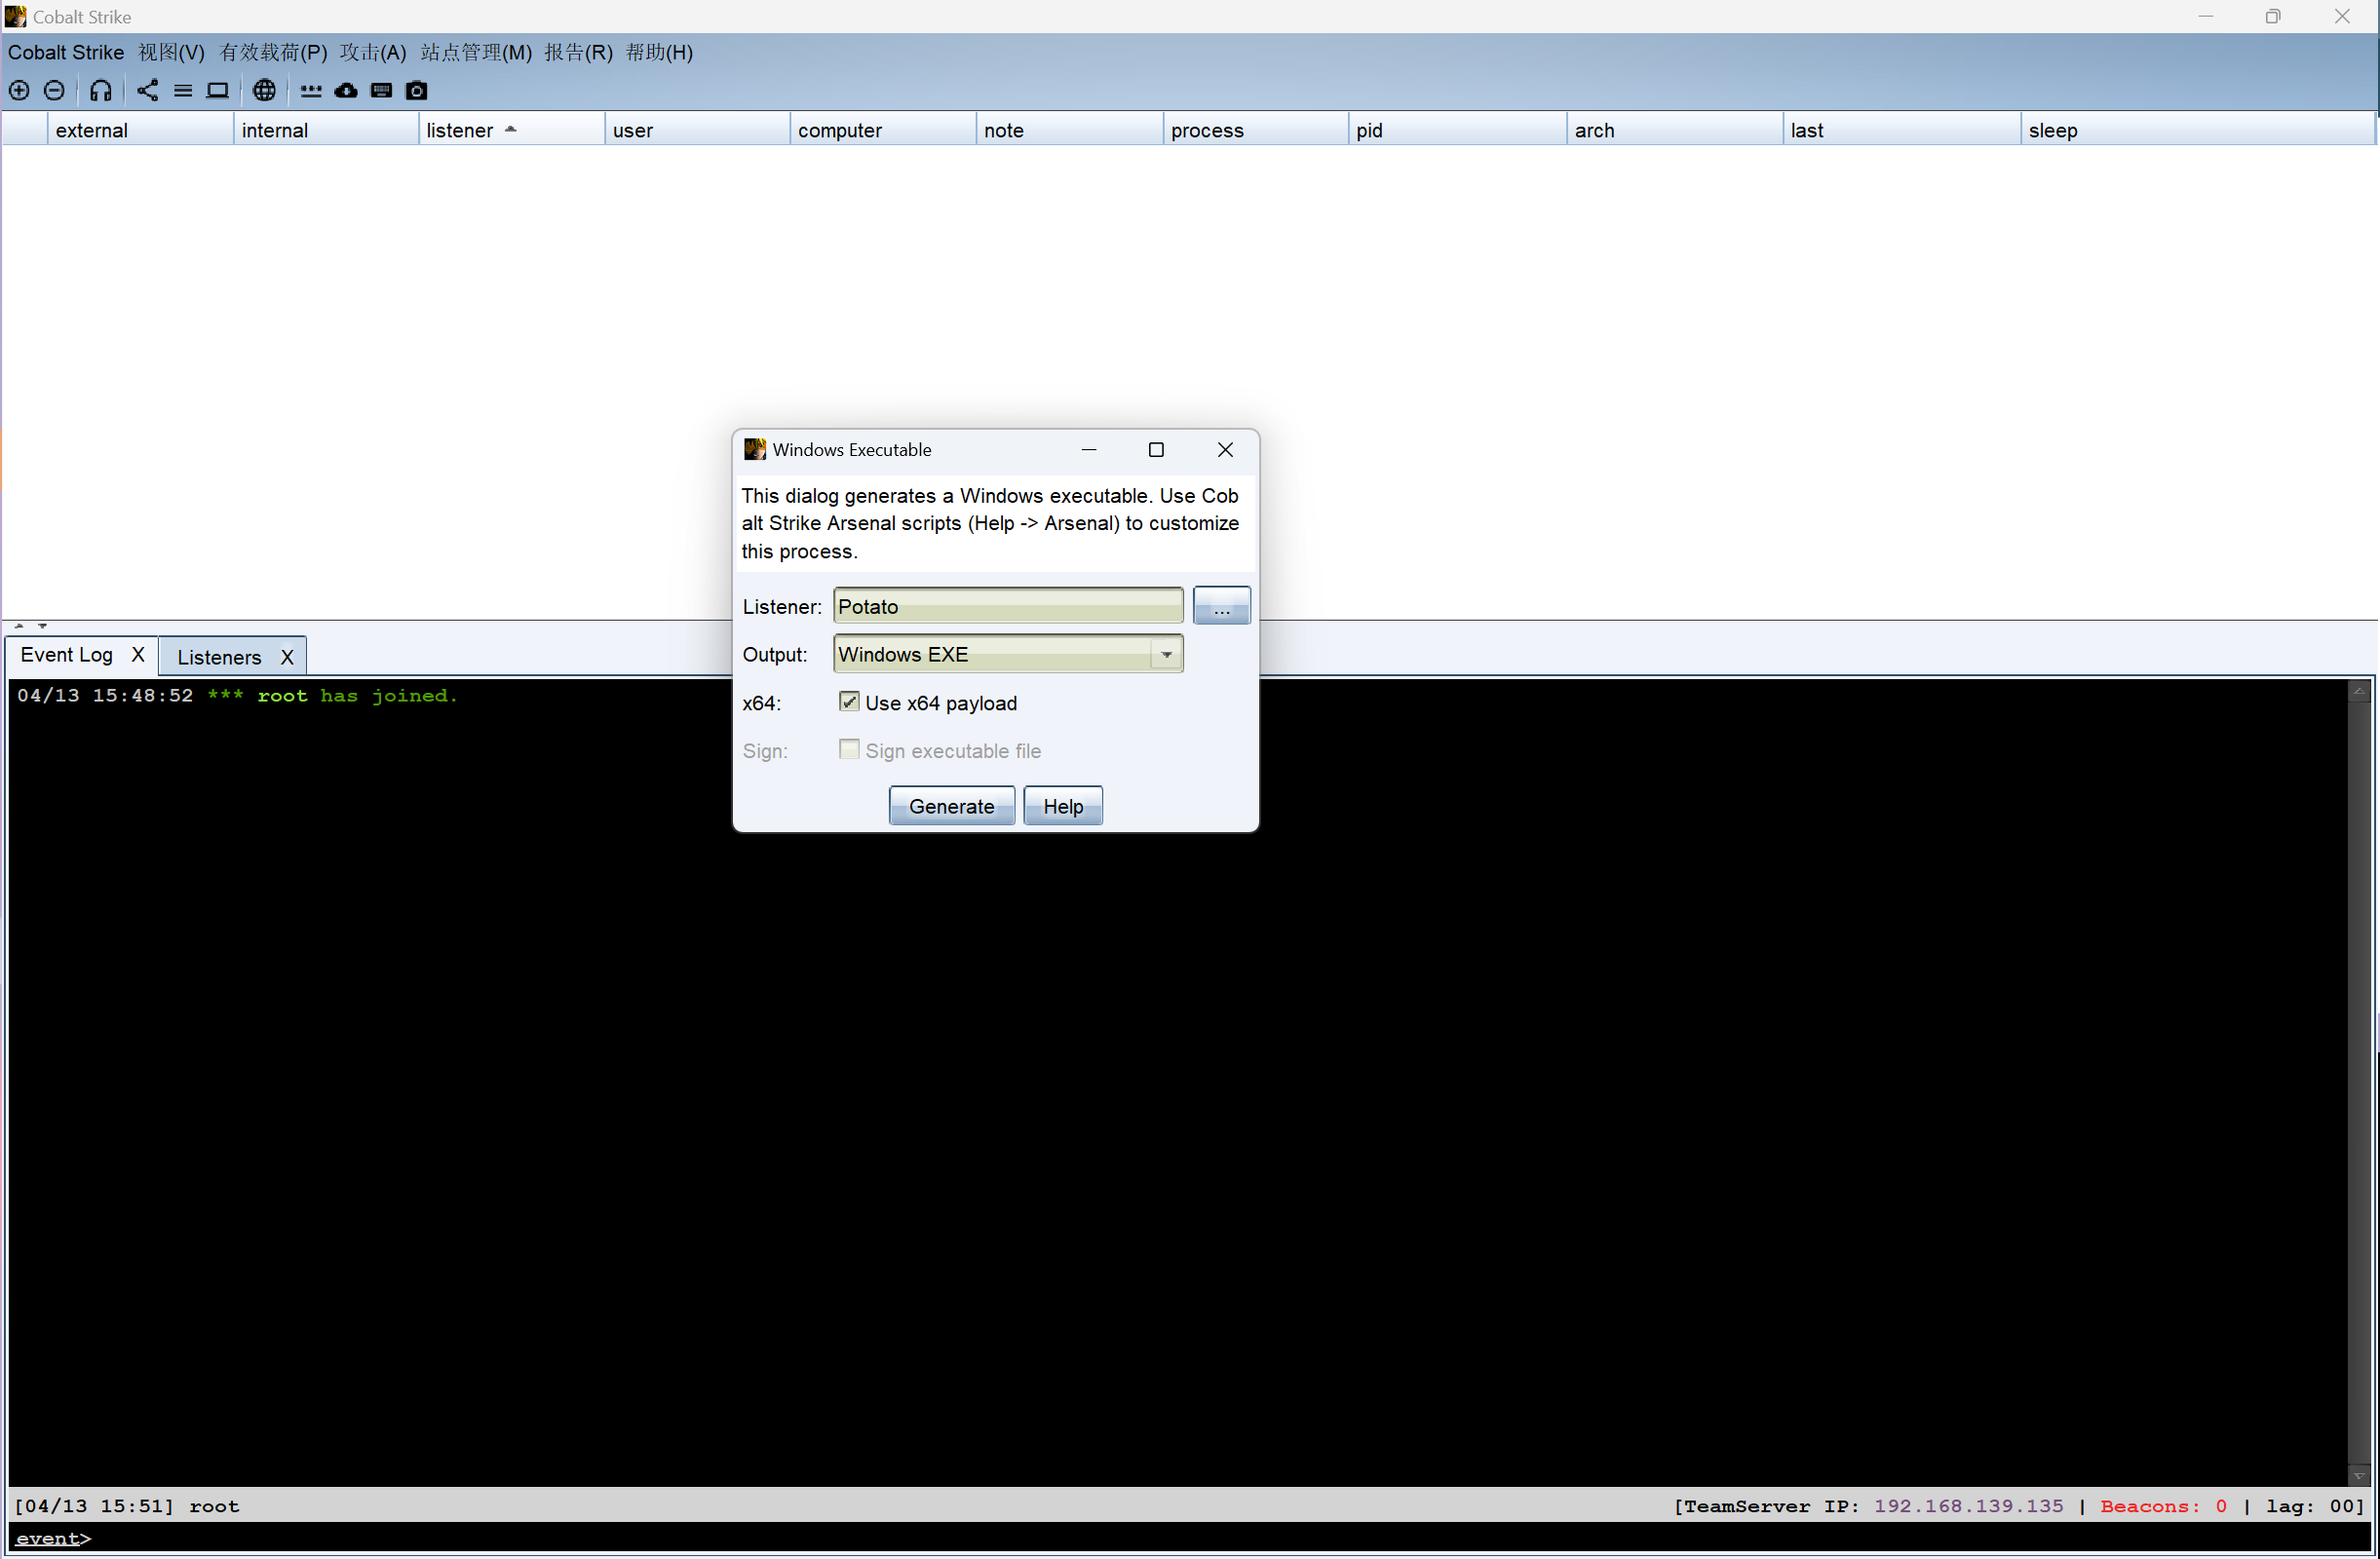 Cobalt Strike
Cobalt Strike 视图(V) 有效载荷(P) 攻击(A) 站点管理(M) 报告(R) 帮助(H)
external internal listener user computer note process pid arch last sleep
Windows Executable
This dialog generates a Windows executable. Use Cob
alt Strike Arsenal scripts (Help -> Arsenal) to customize
this process.
Listener: Potato ...
Output: Windows EXE
x64: Use x64 payload
Sign: Sign executable file
Generate Help
Event Log X Listeners X
04/13 15:48:52 *** root has joined.
[04/13 15:51] root [TeamServer IP: 192.168.139.135 | Beacons: 0 | lag: 00]
event>